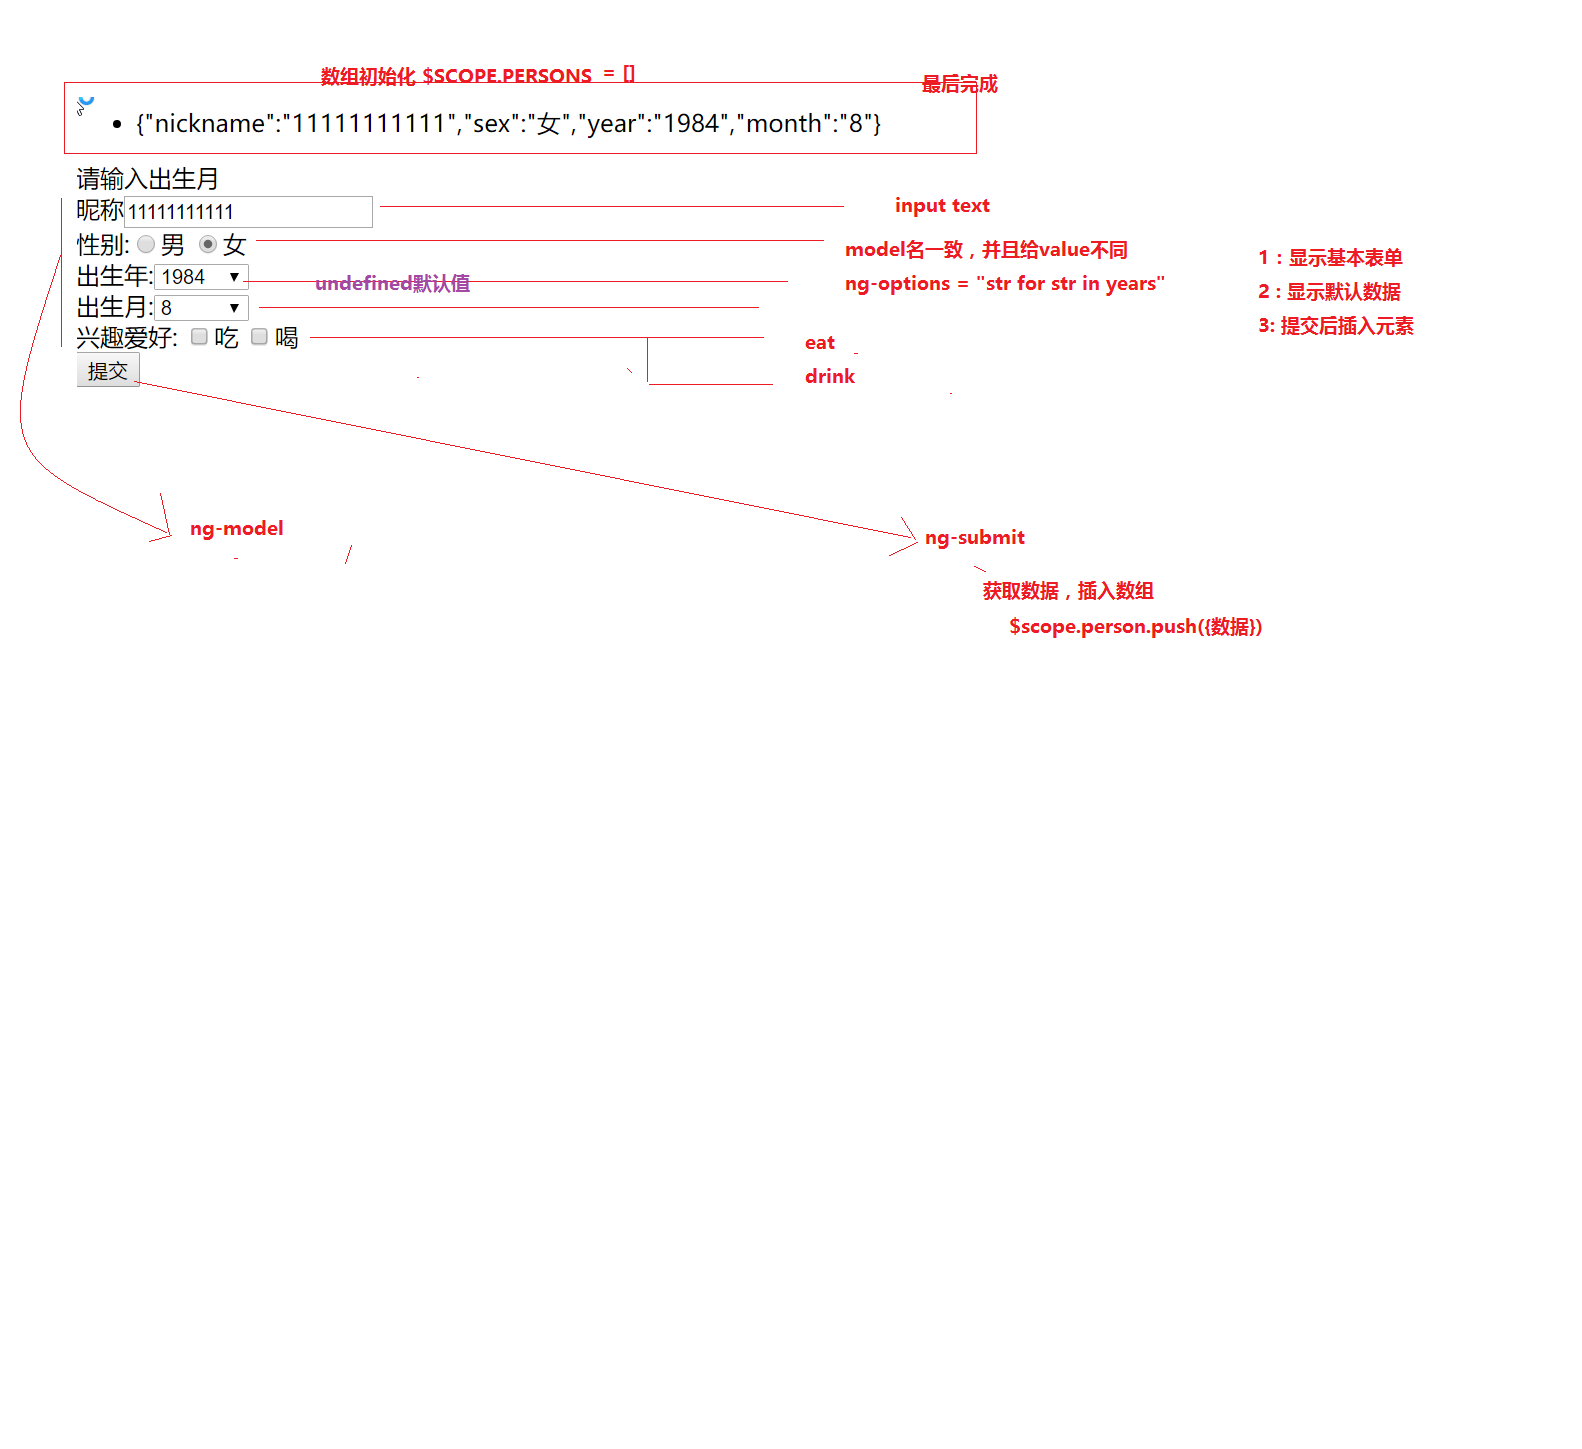 数组初始化 $SCOPE.PERSONS = []
最后完成
{"nickname":"11111111111","sex":"女","year":"1984","month":"8"}
请输入出生月
昵称 11111111111
input text
性别: 男 女
model名一致，并且给value不同
1：显示基本表单
出生年: 1984
undefined默认值
ng-options = "str for str in years"
2：显示默认数据
出生月: 8
3: 提交后插入元素
兴趣爱好: 吃 喝
eat
提交
drink
ng-model
ng-submit
获取数据，插入数组
$scope.person.push({数据})